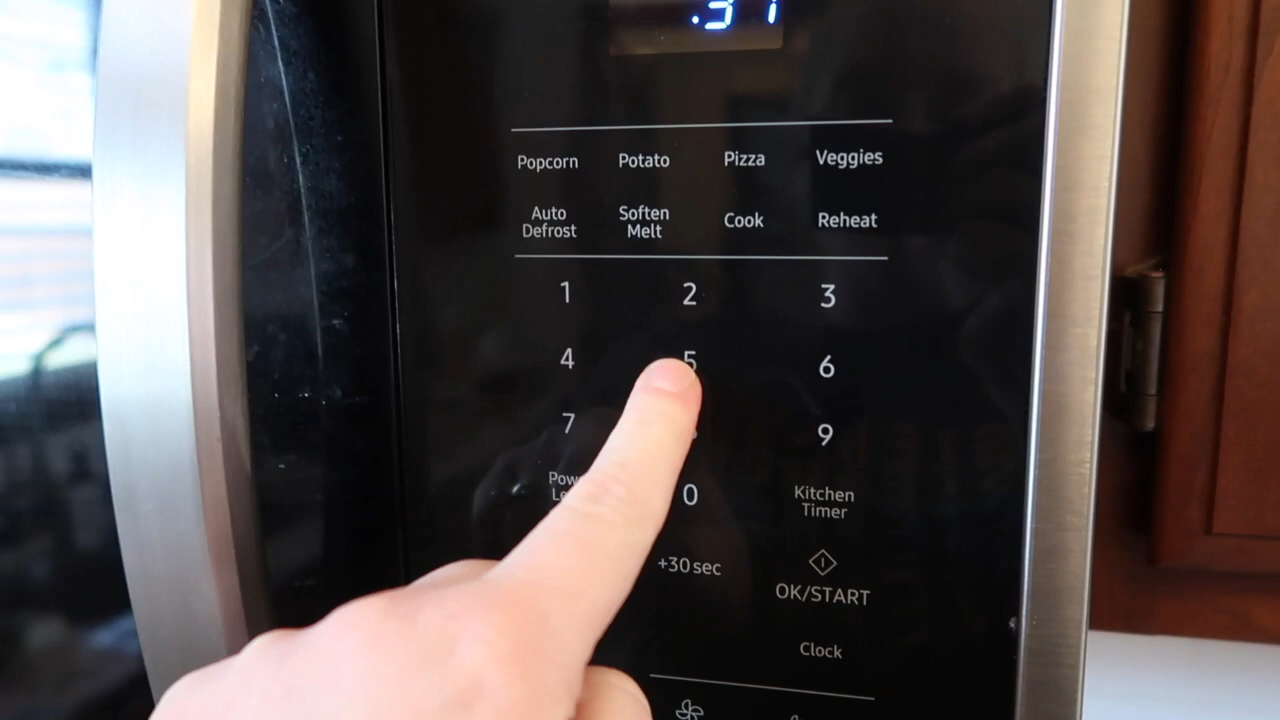 :31
Popcorn Potato Pizza Veggies
Auto Defrost Soften Melt Cook Reheat
1 2 3
4 5 6
7 9
0 Kitchen Timer
+30 sec OK/START
Clock